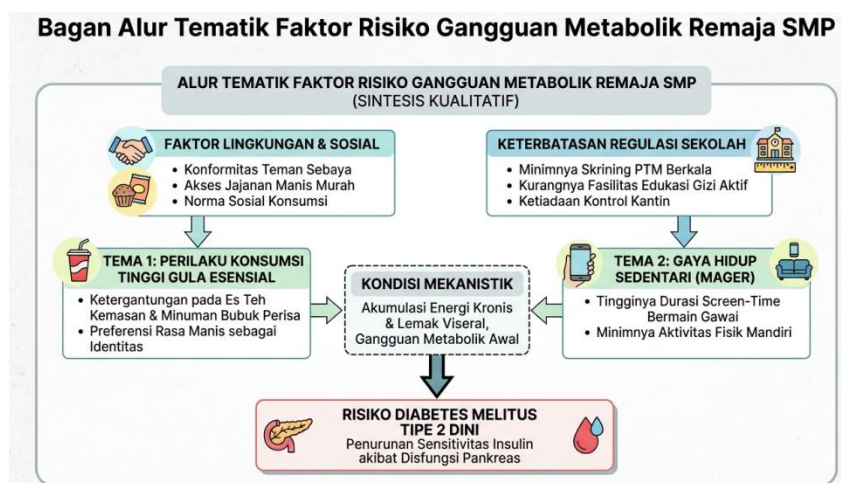 Bagan Alur Tematik Faktor Risiko Gangguan Metabolik Remaja SMP
ALUR TEMATIK FAKTOR RISIKO GANGGUAN METABOLIK REMAJA SMP
(SINTESIS KUALITATIF)
FAKTOR LINGKUNGAN & SOSIAL
• Konformitas Teman Sebaya
• Akses Jajanan Manis Murah
• Norma Sosial Konsumsi
KETERBATASAN REGULASI SEKOLAH
• Minimnya Skrining PTM Berkala
• Kurangnya Fasilitas Edukasi Gizi Aktif
• Ketiadaan Kontrol Kantin
TEMA 1: PERILAKU KONSUMSI
TINGGI GULA ESENSIAL
• Ketergantungan pada Es Teh
Kemasan & Minuman Bubuk Perisa
• Preferensi Rasa Manis sebagai
Identitas
KONDISI MEKANISTIK
Akumulasi Energi Kronis
& Lemak Viseral,
Gangguan Metabolik Awal
TEMA 2: GAYA HIDUP
SEDENTARI (MAGER)
• Tingginya Durasi Screen-Time
Bermain Gawai
• Minimnya Aktivitas Fisik Mandiri
RISIKO DIABETES MELITUS
TIPE 2 DINI
Penurunan Sensitivitas Insulin
akibat Disfungsi Pankreas